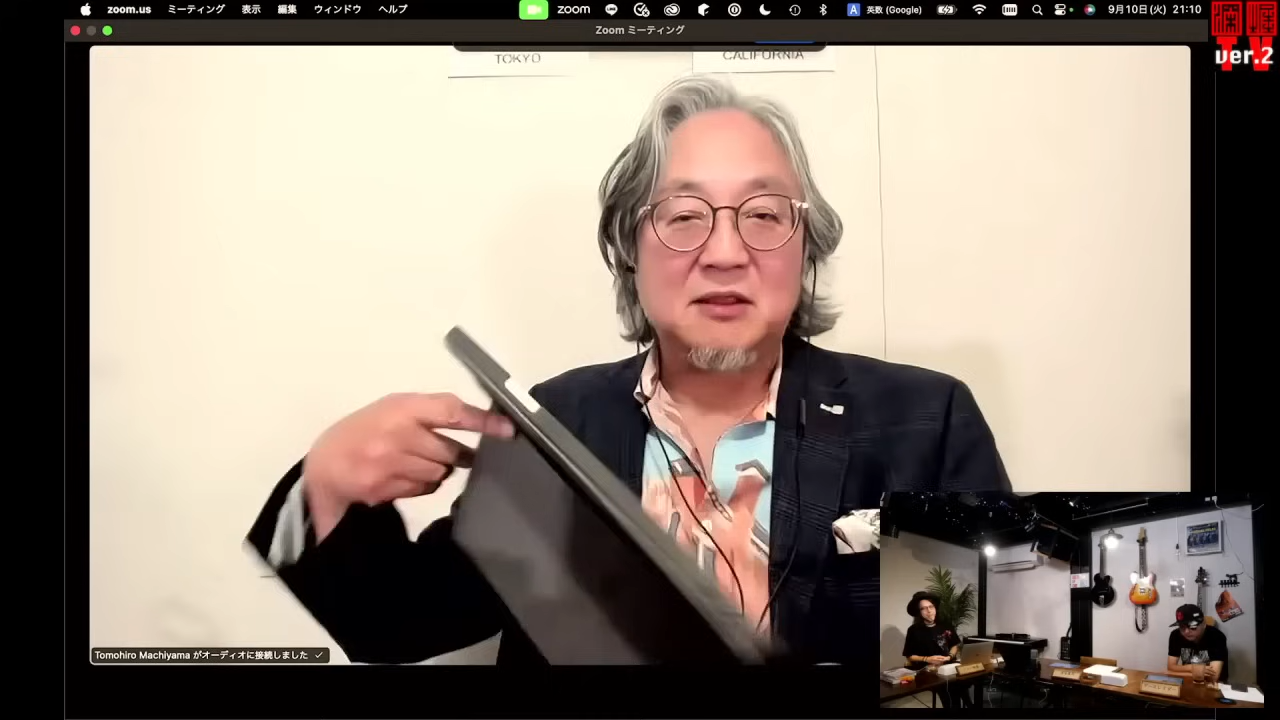 zoom.us ミーティング 表示 編集 ウィンドウ ヘルプ
zoom
A 英数 (Google)
9月10日(火) 21:10
Zoom ミーティング
ver.2
TOKYO
CALIFORNIA
Tomohiro Machiyama がオーディオに接続しました